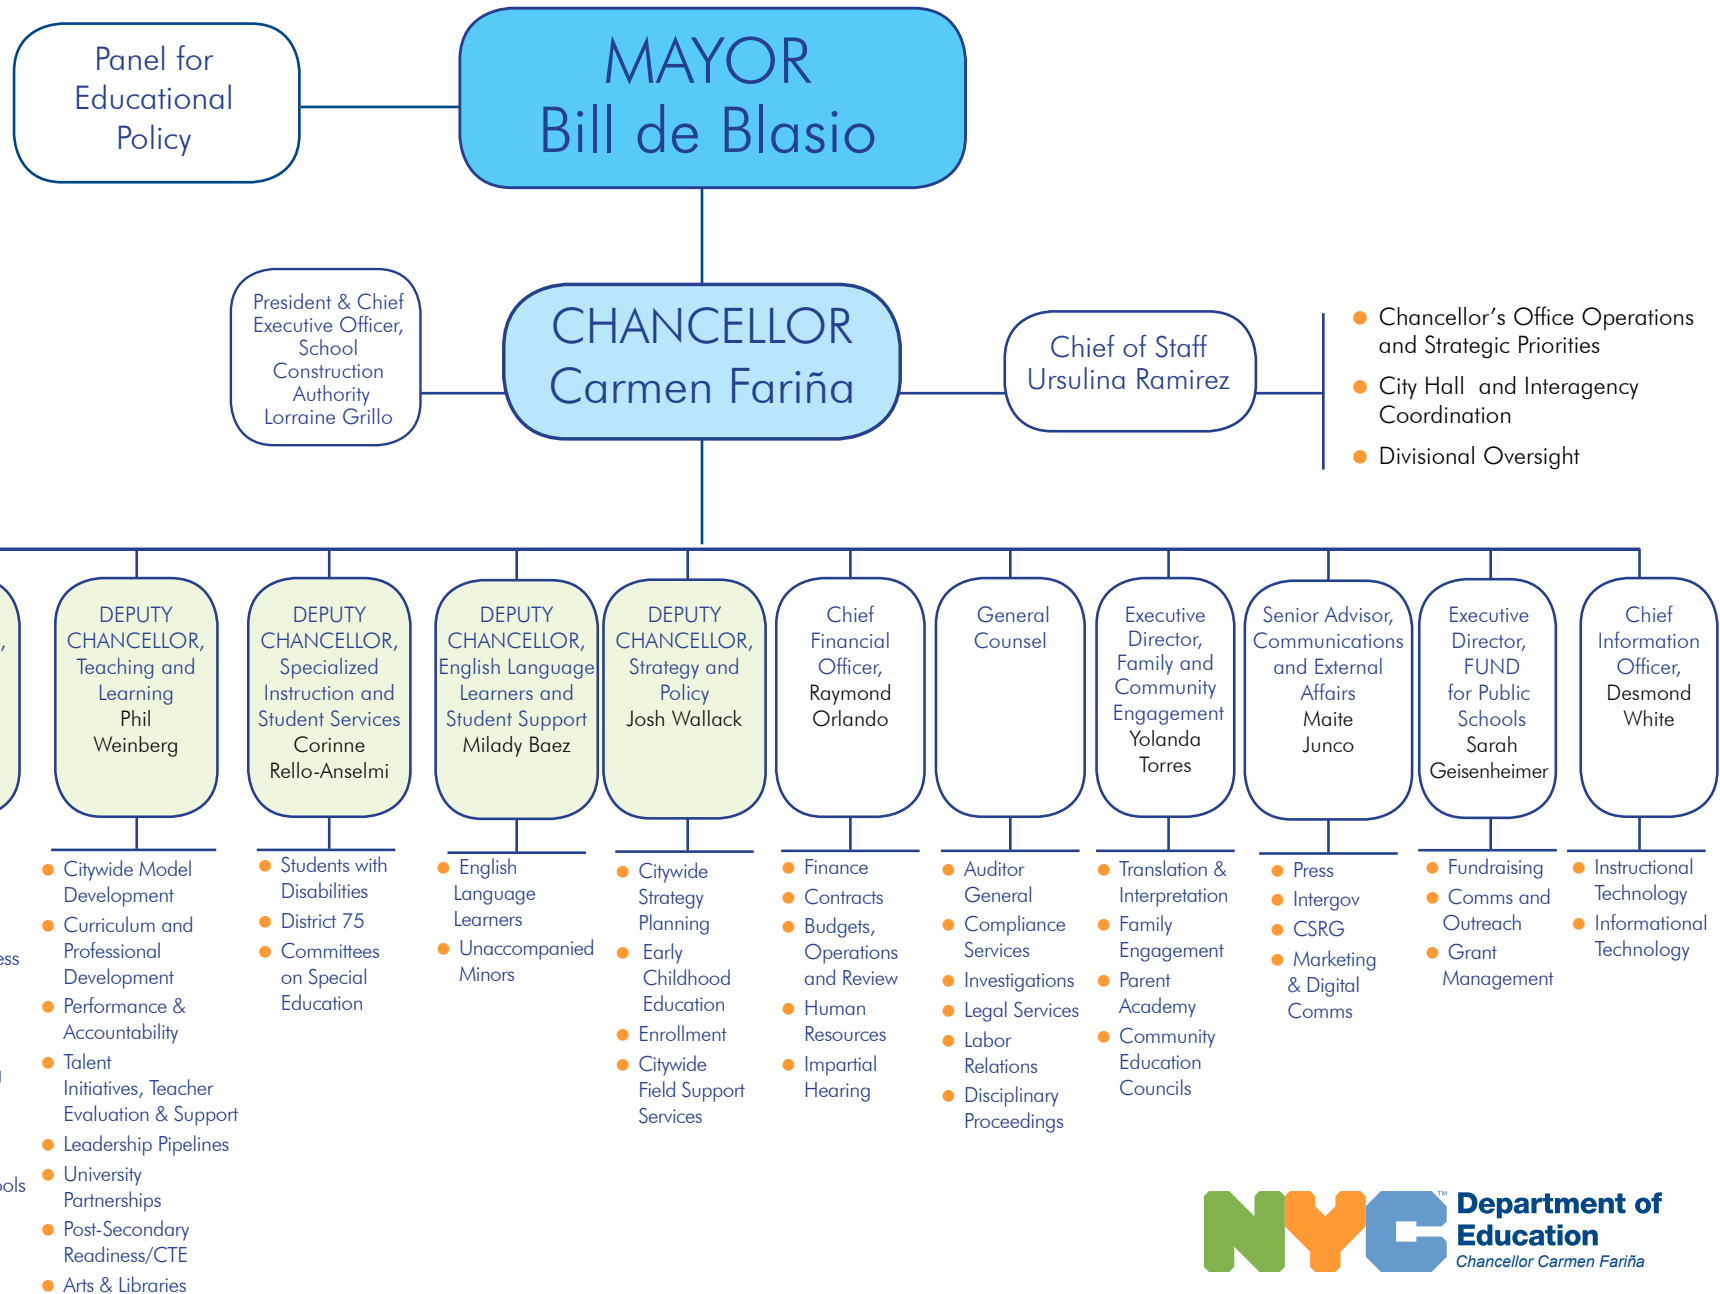 Panel for
Educational
Policy
MAYOR
Bill de Blasio
President & Chief
Executive Officer,
School
Construction
Authority
Lorraine Grillo
CHANCELLOR
Carmen Fariña
Chief of Staff
Ursulina Ramirez
Chancellor's Office Operations
and Strategic Priorities
City Hall and Interagency
Coordination
Divisional Oversight
DEPUTY
CHANCELLOR,
Teaching and
Learning
Phil
Weinberg
Citywide Model
Development
Curriculum and
Professional
Development
Performance &
Accountability
Talent
Initiatives, Teacher
Evaluation & Support
Leadership Pipelines
University
Partnerships
Post-Secondary
Readiness/CTE
Arts & Libraries
DEPUTY
CHANCELLOR,
Specialized
Instruction and
Student Services
Corinne
Rello-Anselmi
Students with
Disabilities
District 75
Committees
on Special
Education
DEPUTY
CHANCELLOR,
English Language
Learners and
Student Support
Milady Baez
English
Language
Learners
Unaccompanied
Minors
DEPUTY
CHANCELLOR,
Strategy and
Policy
Josh Wallack
Citywide
Strategy
Planning
Early
Childhood
Education
Enrollment
Citywide
Field Support
Services
Chief
Financial
Officer,
Raymond
Orlando
Finance
Contracts
Budgets,
Operations
and Review
Human
Resources
Impartial
Hearing
General
Counsel
Auditor
General
Compliance
Services
Investigations
Legal Services
Labor
Relations
Disciplinary
Proceedings
Executive
Director,
Family and
Community
Engagement
Yolanda
Torres
Translation &
Interpretation
Family
Engagement
Parent
Academy
Community
Education
Councils
Senior Advisor,
Communications
and External
Affairs
Maite
Junco
Press
Intergov
CSRG
Marketing
& Digital
Comms
Executive
Director,
FUND
for Public
Schools
Sarah
Geisenheimer
Fundraising
Comms and
Outreach
Grant
Management
Chief
Information
Officer,
Desmond
White
Instructional
Technology
Informational
Technology
NYC™
Department of
Education
Chancellor Carmen Fariña